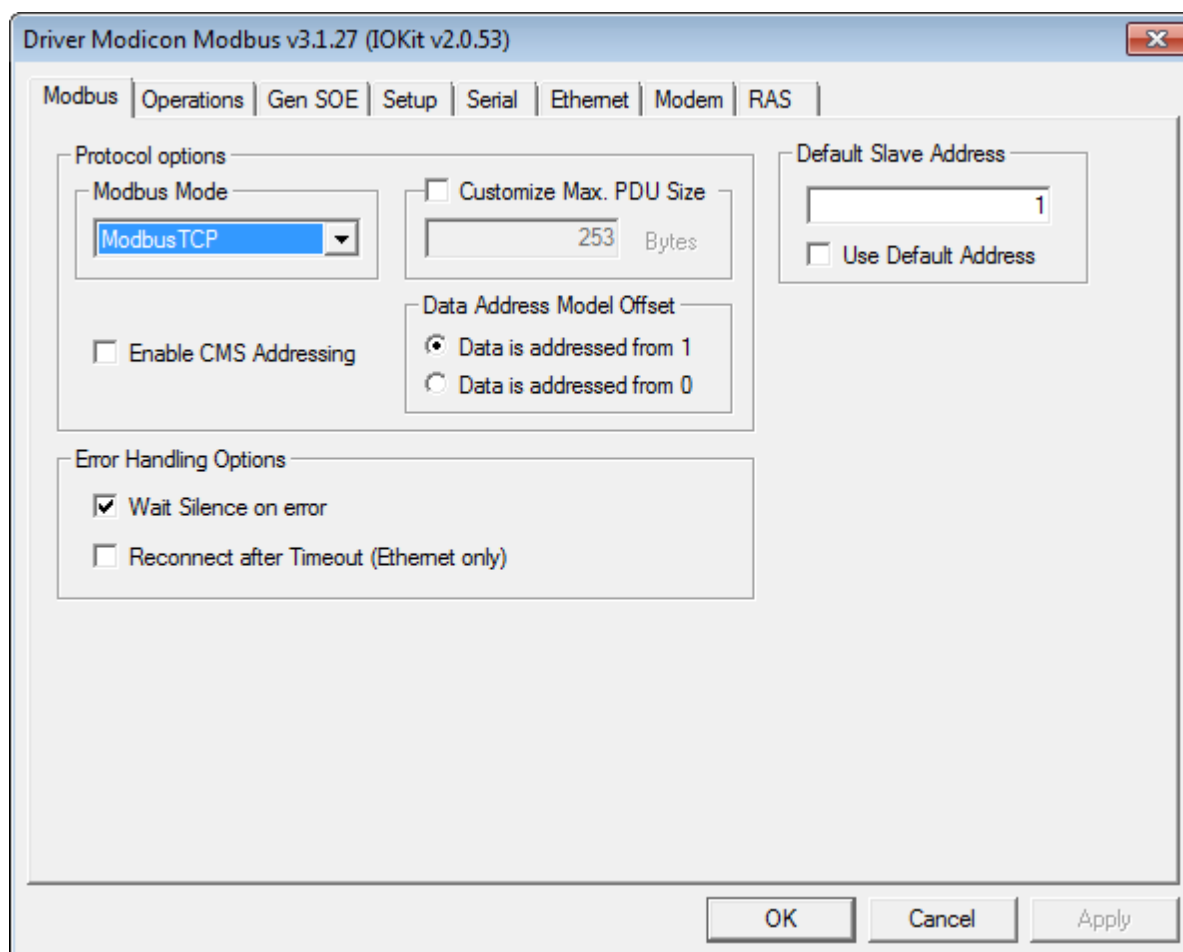 Driver Modicon Modbus v3.1.27 (IOKit v2.0.53)
Modbus Operations Gen SOE Setup Serial Ethernet Modem RAS
Protocol options
Modbus Mode
ModbusTCP
Customize Max. PDU Size
253 Bytes
Default Slave Address
1
Use Default Address
Enable CMS Addressing
Data Address Model Offset
Data is addressed from 1
Data is addressed from 0
Error Handling Options
Wait Silence on error
Reconnect after Timeout (Ethernet only)
OK Cancel Apply